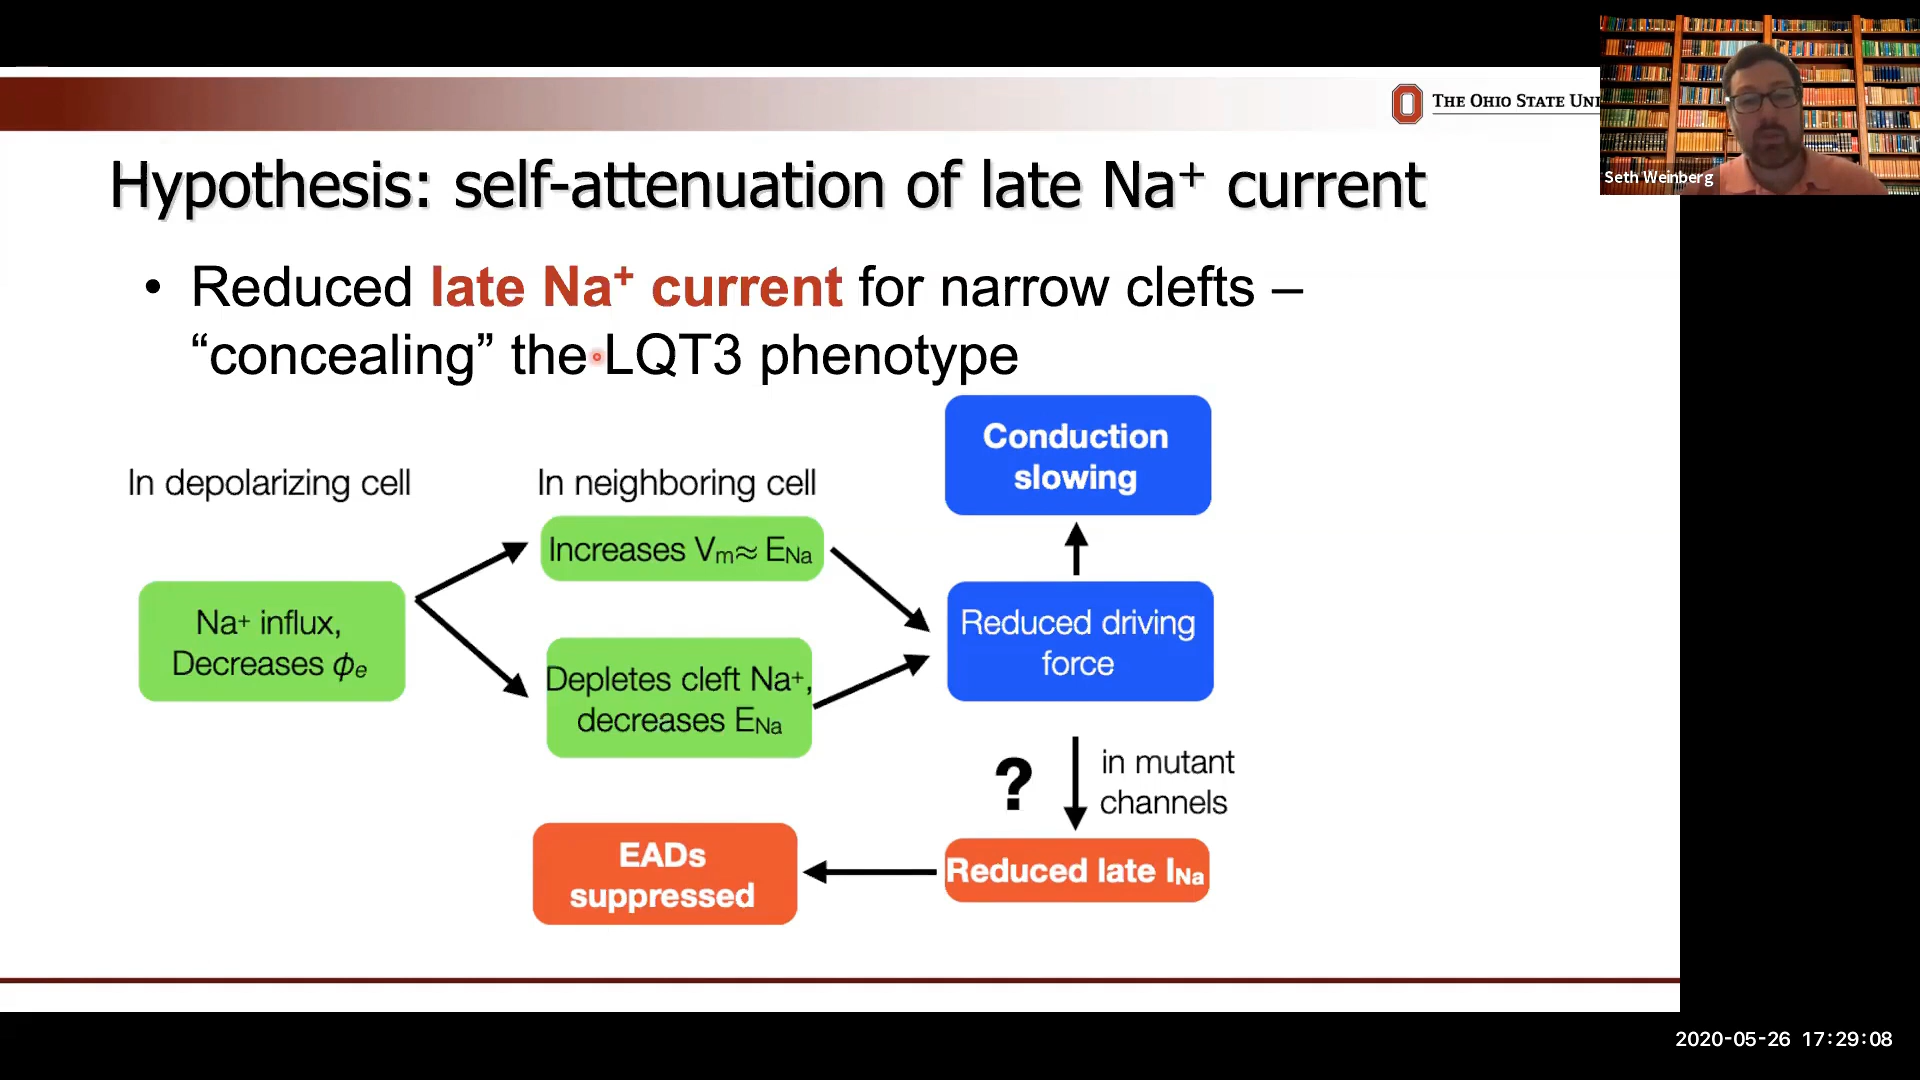 THE OHIO STATE UNI
Seth Weinberg
Hypothesis: self-attenuation of late Na⁺ current
• Reduced late Na⁺ current for narrow clefts –
“concealing” the LQT3 phenotype
In depolarizing cell
In neighboring cell
Conduction
slowing
Increases Vm≈ ENa
Na⁺ influx,
Decreases ϕe
Depletes cleft Na⁺,
decreases ENa
Reduced driving
force
?
in mutant
channels
EADs
suppressed
Reduced late INa
2020-05-26 17:29:08